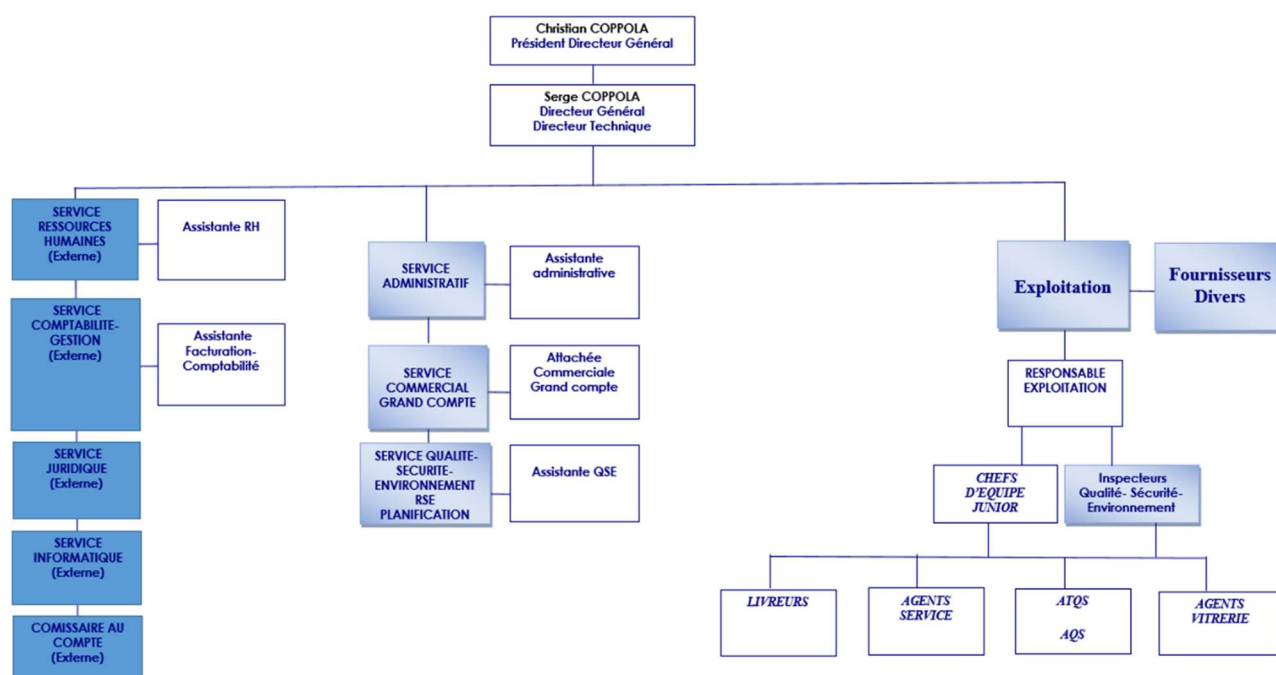 Christian COPPOLA
Président Directeur Général
Serge COPPOLA
Directeur Général
Directeur Technique
SERVICE
RESSOURCES
HUMAINES
(Externe)
Assistante RH
SERVICE
COMPTABILITE-
GESTION
(Externe)
Assistante
Facturation-
Comptabilité
SERVICE
JURIDIQUE
(Externe)
SERVICE
INFORMATIQUE
(Externe)
COMISSAIRE AU
COMPTE
(Externe)
SERVICE
ADMINISTRATIF
Assistante
administrative
SERVICE
COMMERCIAL
GRAND COMPTE
Attachée
Commerciale
Grand compte
SERVICE QUALITE-
SECURITE-
ENVIRONNEMENT
RSE
PLANIFICATION
Assistante QSE
Exploitation
Fournisseurs
Divers
RESPONSABLE
EXPLOITATION
CHEFS
D'EQUIPE
JUNIOR
Inspecteurs
Qualité- Sécurité-
Environnement
LIVREURS
AGENTS
SERVICE
ATQS
AQS
AGENTS
VITRERIE